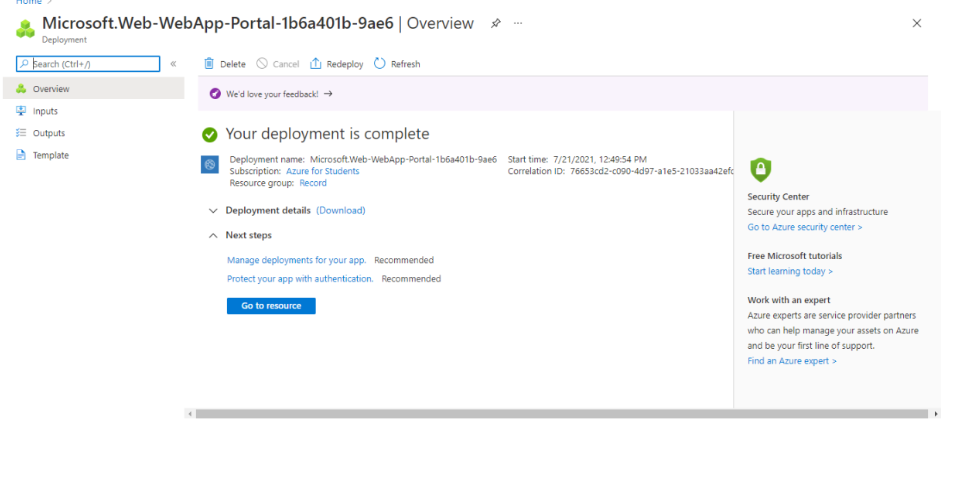 Home >
Microsoft.Web-WebApp-Portal-1b6a401b-9ae6 | Overview
Deployment
Search (Ctrl+/)
«
Delete Cancel Redeploy Refresh
Overview
Inputs
Outputs
Template
We'd love your feedback! →
Your deployment is complete
Deployment name: Microsoft.Web-WebApp-Portal-1b6a401b-9ae6
Subscription: Azure for Students
Resource group: Record
Start time: 7/21/2021, 12:49:54 PM
Correlation ID: 76653cd2-c090-4d97-a1e5-21033aa42efc
Deployment details (Download)
Next steps
Manage deployments for your app. Recommended
Protect your app with authentication. Recommended
Go to resource
Security Center
Secure your apps and infrastructure
Go to Azure security center >
Free Microsoft tutorials
Start learning today >
Work with an expert
Azure experts are service provider partners
who can help manage your assets on Azure
and be your first line of support.
Find an Azure expert >